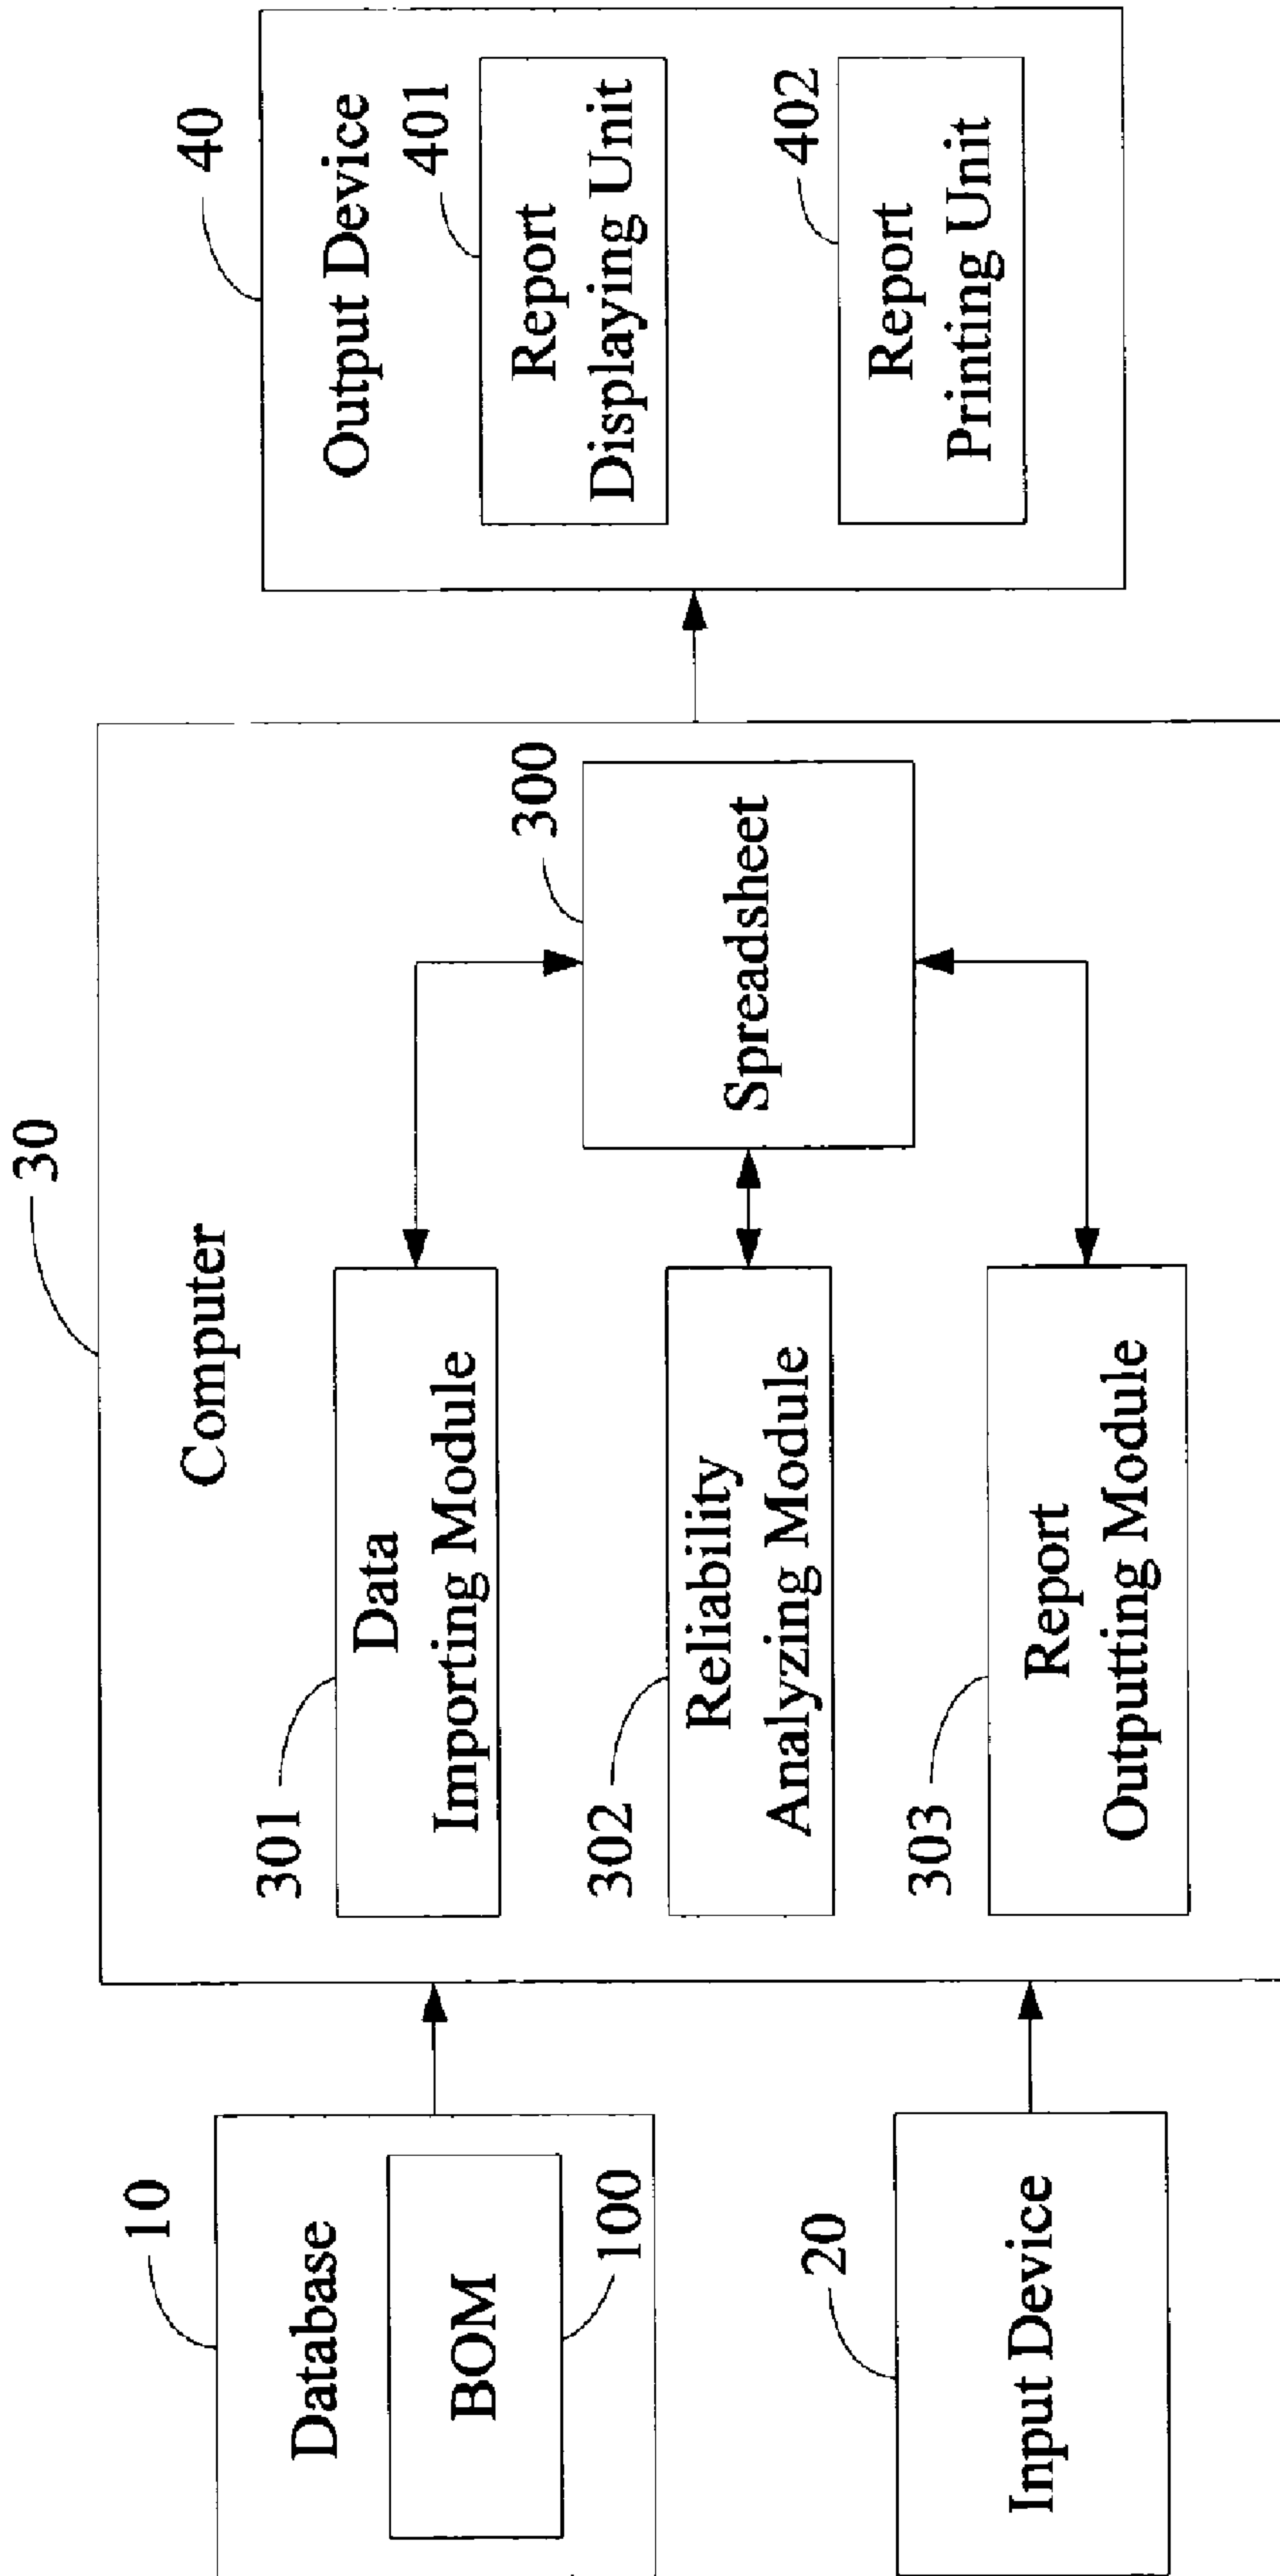 10
Database
BOM
100
20
Input Device
30
Computer
301
Data
Importing Module
302
Reliability
Analyzing Module
303
Report
Outputting Module
300
Spreadsheet
40
Output Device
401
Report
Displaying Unit
402
Report
Printing Unit